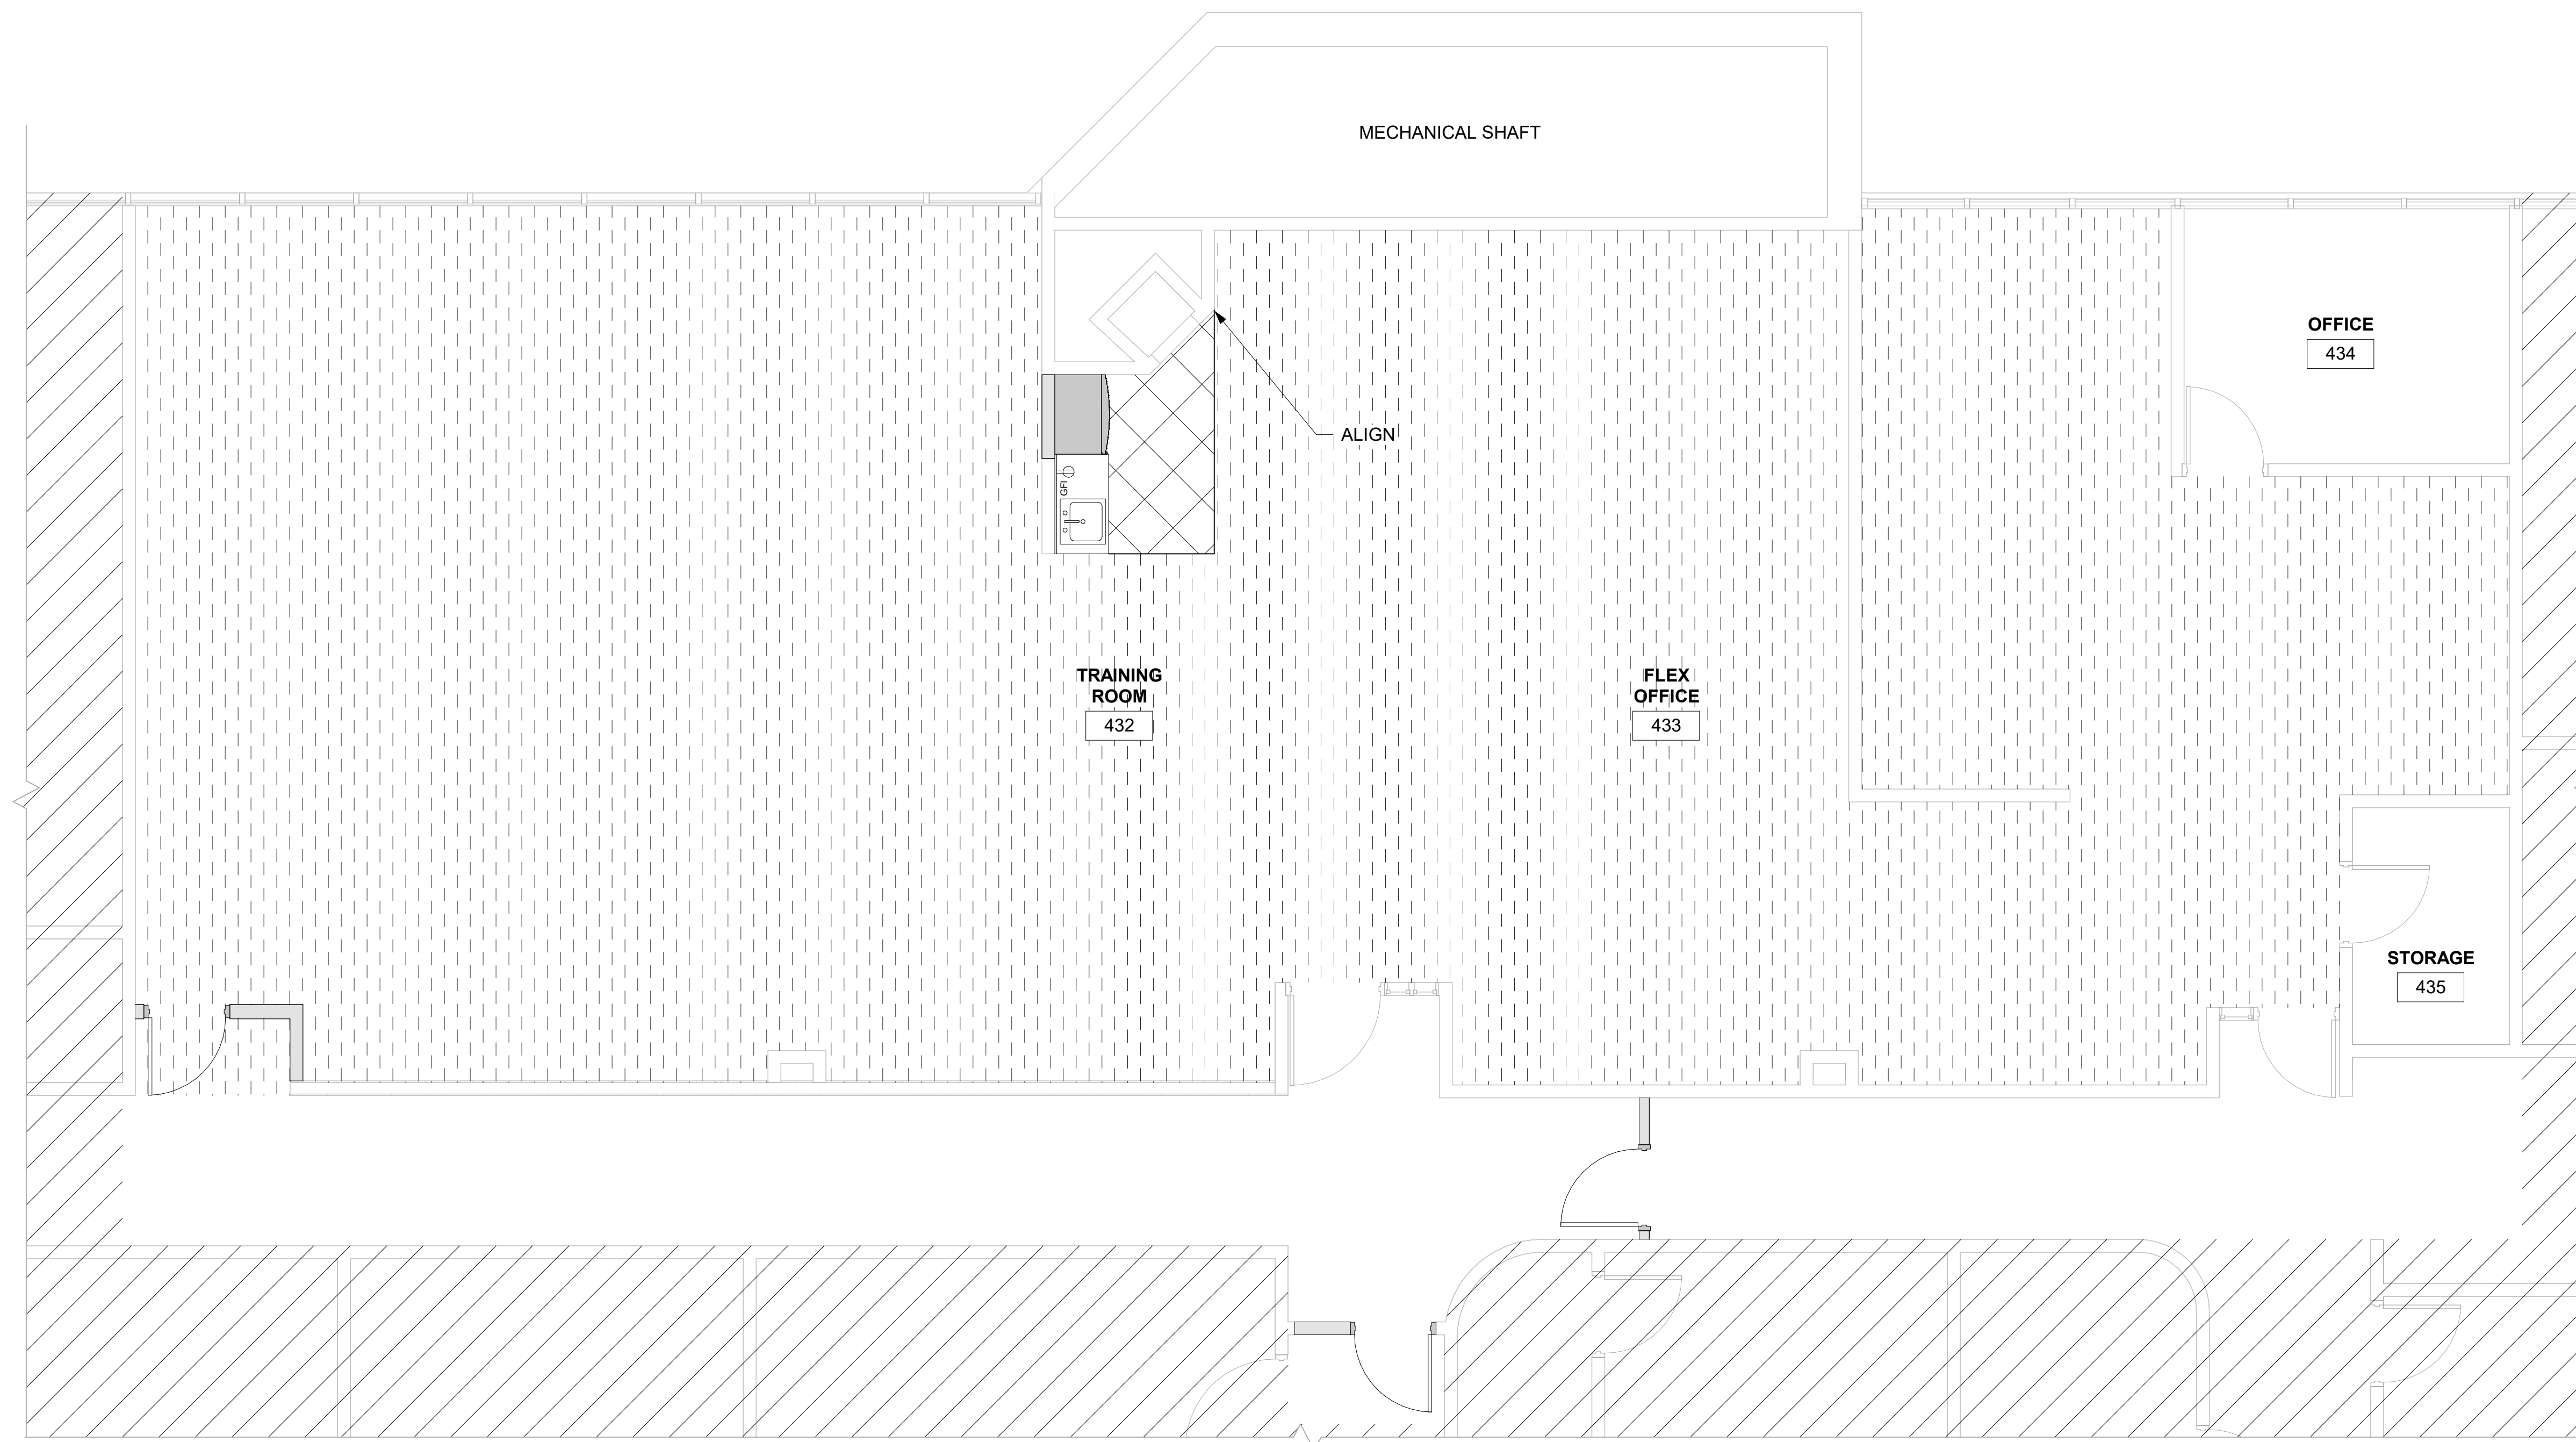 MECHANICAL SHAFT
OFFICE
434
ALIGN
GFI
TRAINING
ROOM
432
FLEX
OFFICE
433
STORAGE
435